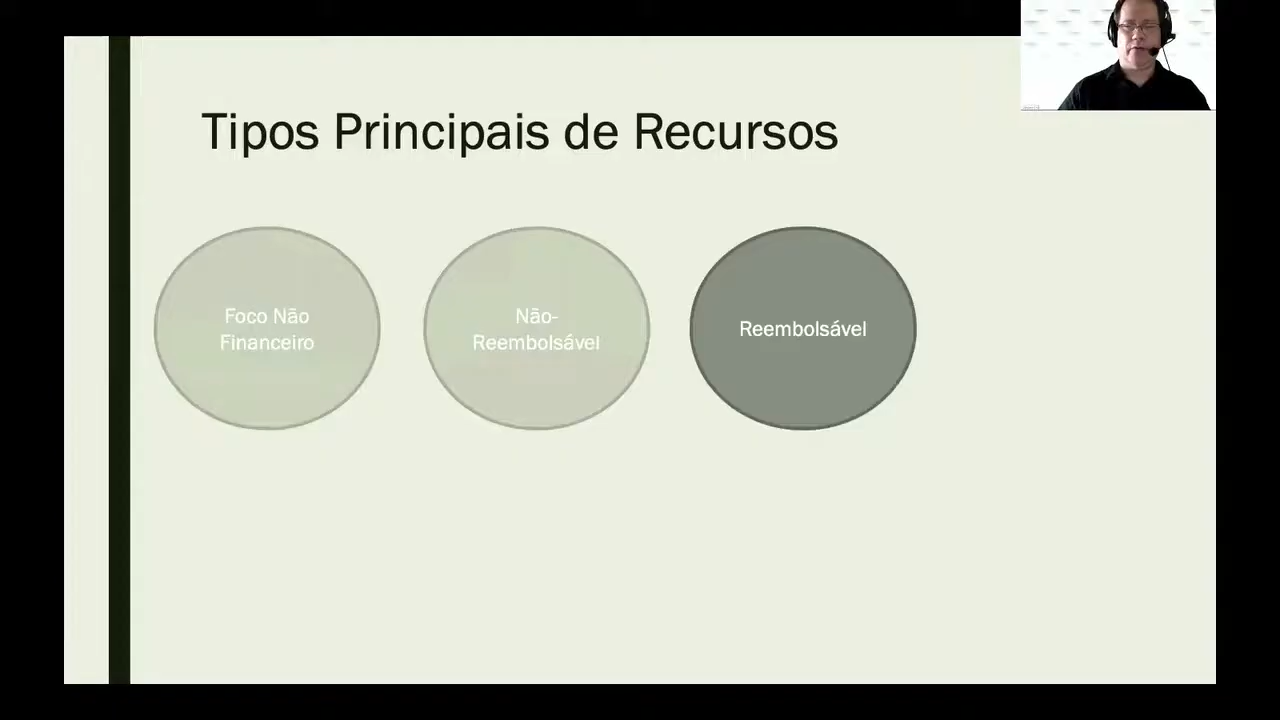 Tipos Principais de Recursos
Foco Não
Financeiro
Não-
Reembolsável
Reembolsável